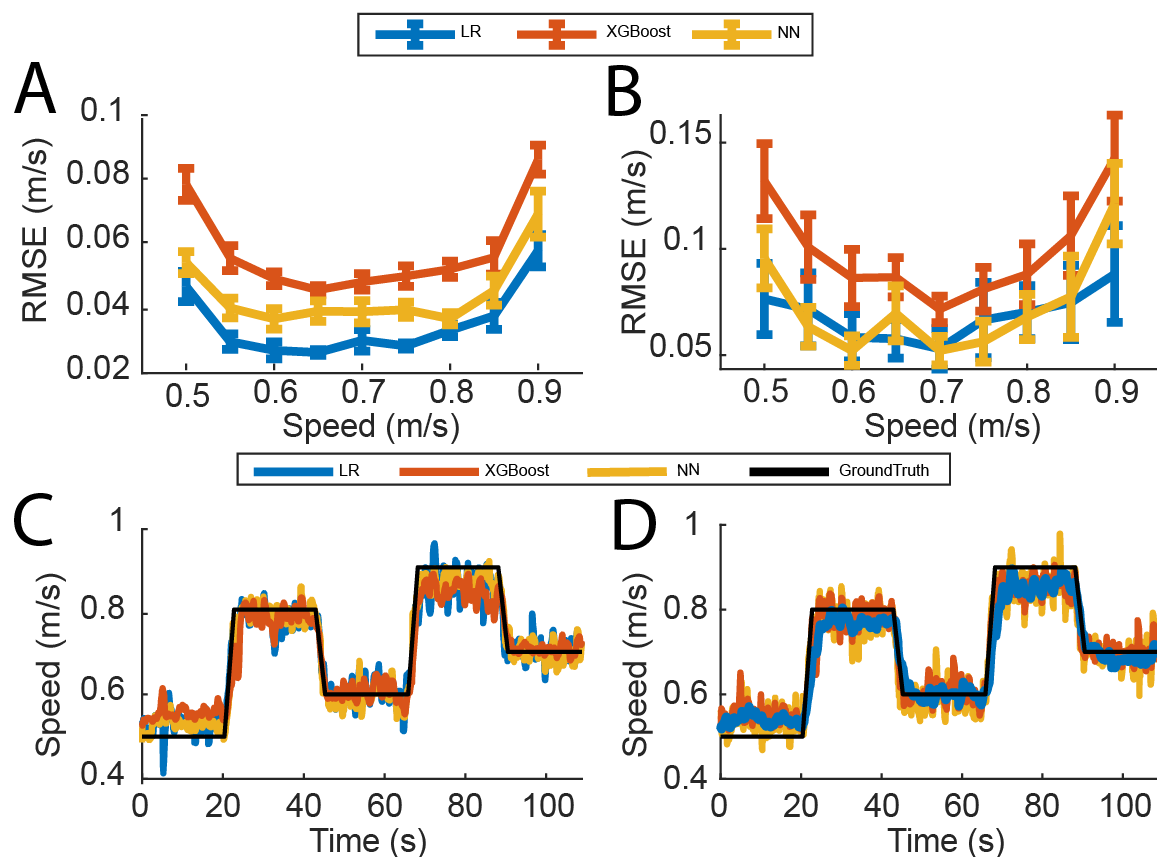 LR XGBoost NN
A
0.1
0.08
0.06
0.04
0.02
RMSE (m/s)
0.5 0.6 0.7 0.8 0.9
Speed (m/s)
B
0.15
0.1
0.05
RMSE (m/s)
0.5 0.6 0.7 0.8 0.9
Speed (m/s)
LR XGBoost NN GroundTruth
C
1
0.8
0.6
0.4
Speed (m/s)
0 20 40 60 80 100
Time (s)
D
1
0.8
0.6
0.4
Speed (m/s)
0 20 40 60 80 100
Time (s)